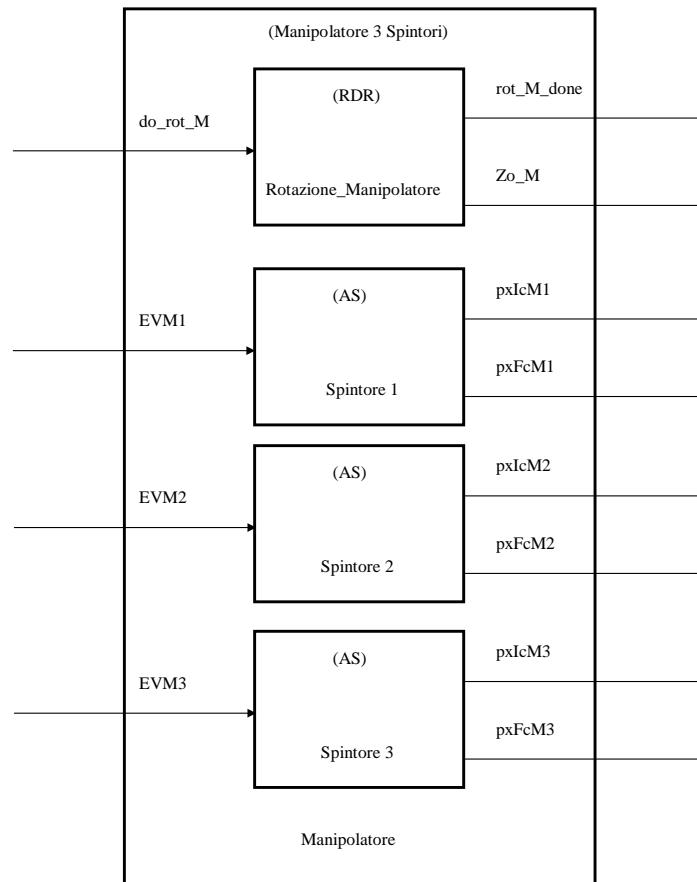 (Manipolatore 3 Spintori)
(RDR)
rot_M_done
do_rot_M
Zo_M
Rotazione_Manipolatore
(AS)
pxIcM1
EVM1
pxFcM1
Spintore 1
(AS)
pxIcM2
EVM2
pxFcM2
Spintore 2
(AS)
pxIcM3
EVM3
pxFcM3
Spintore 3
Manipolatore